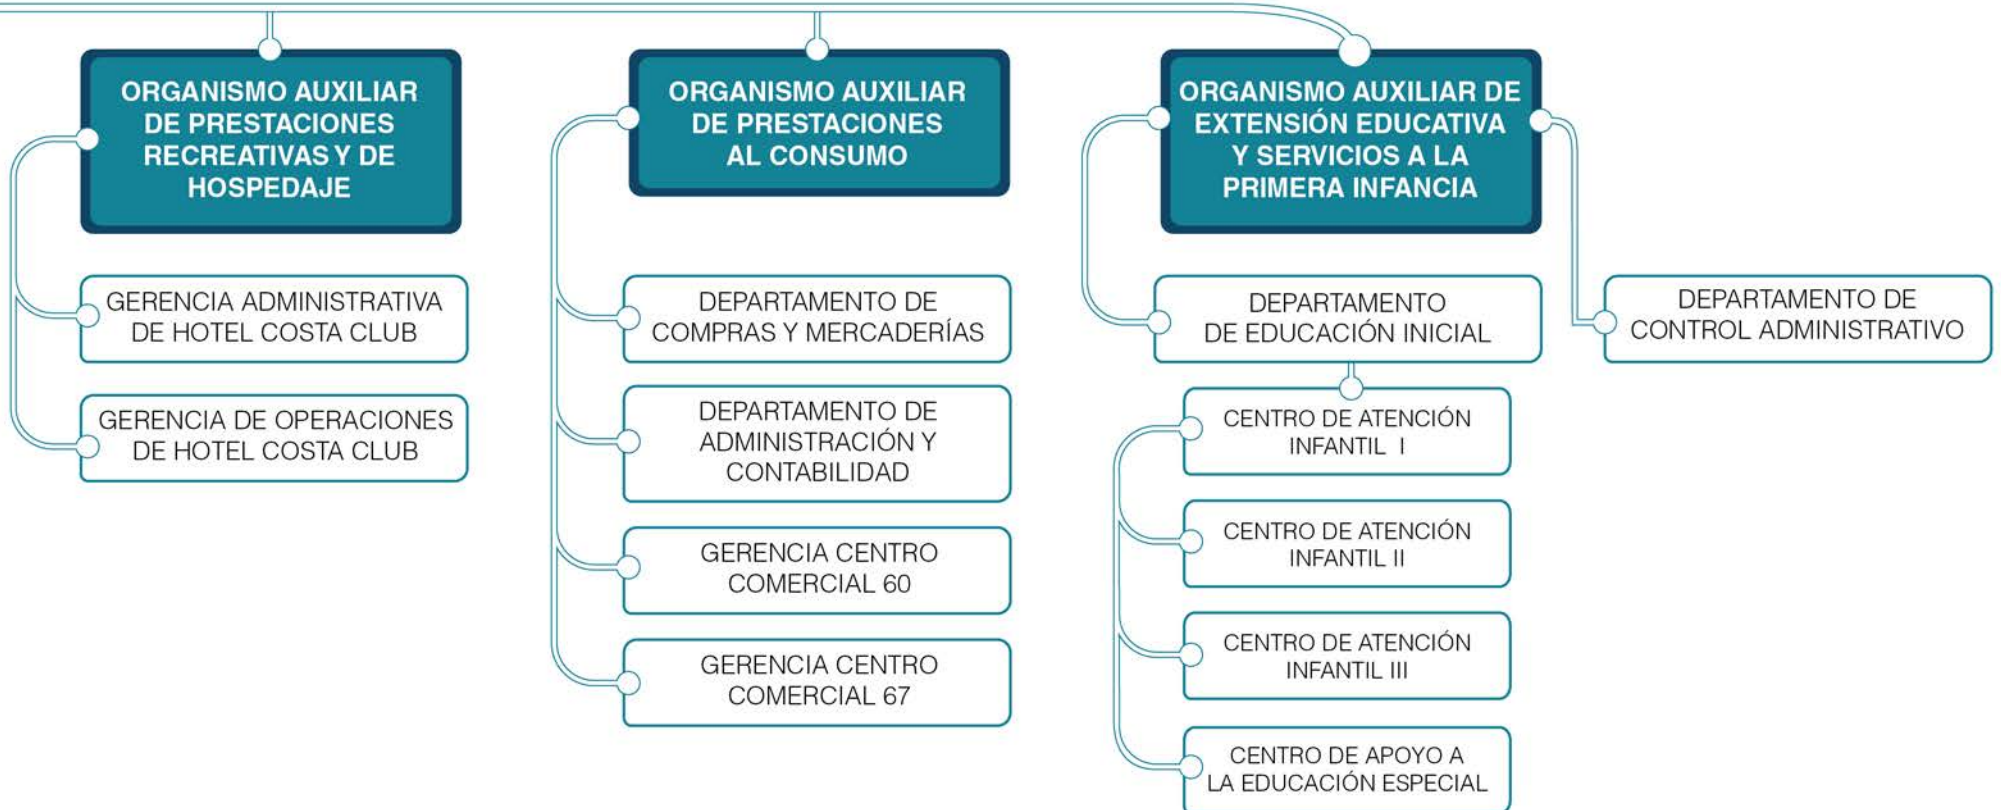 ORGANISMO AUXILIAR
DE PRESTACIONES
RECREATIVAS Y DE
HOSPEDAJE
GERENCIA ADMINISTRATIVA
DE HOTEL COSTA CLUB
GERENCIA DE OPERACIONES
DE HOTEL COSTA CLUB
ORGANISMO AUXILIAR
DE PRESTACIONES
AL CONSUMO
DEPARTAMENTO DE
COMPRAS Y MERCADERÍAS
DEPARTAMENTO DE
ADMINISTRACIÓN Y
CONTABILIDAD
GERENCIA CENTRO
COMERCIAL 60
GERENCIA CENTRO
COMERCIAL 67
ORGANISMO AUXILIAR DE
EXTENSIÓN EDUCATIVA
Y SERVICIOS A LA
PRIMERA INFANCIA
DEPARTAMENTO
DE EDUCACIÓN INICIAL
CENTRO DE ATENCIÓN
INFANTIL I
CENTRO DE ATENCIÓN
INFANTIL II
CENTRO DE ATENCIÓN
INFANTIL III
CENTRO DE APOYO A
LA EDUCACIÓN ESPECIAL
DEPARTAMENTO DE
CONTROL ADMINISTRATIVO